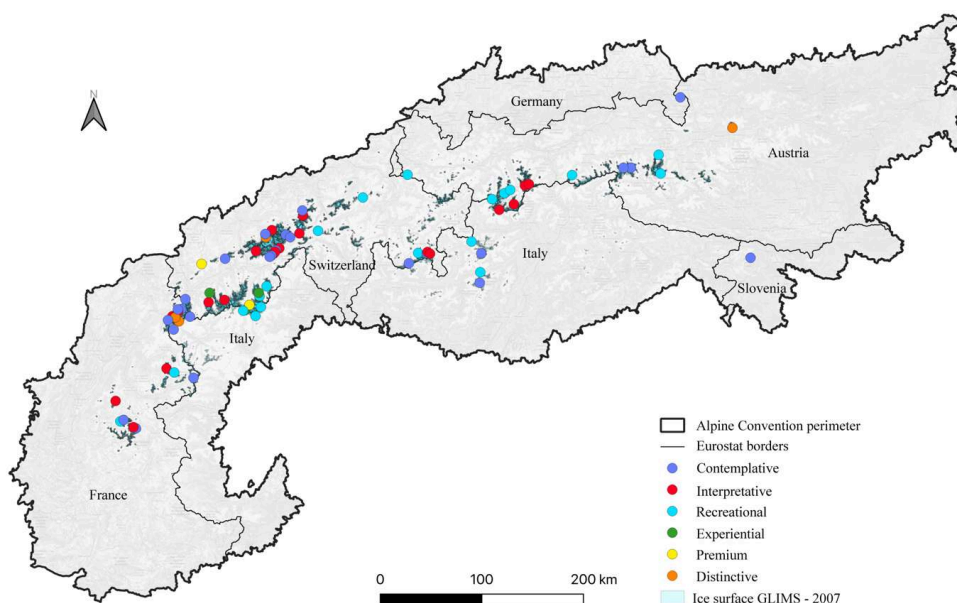 N
Germany
Austria
Switzerland
Italy
Slovenia
Italy
France
Alpine Convention perimeter
Eurostat borders
Contemplative
Interpretative
Recreational
Experiential
Premium
Distinctive
Ice surface GLIMS - 2007
0 100 200 km